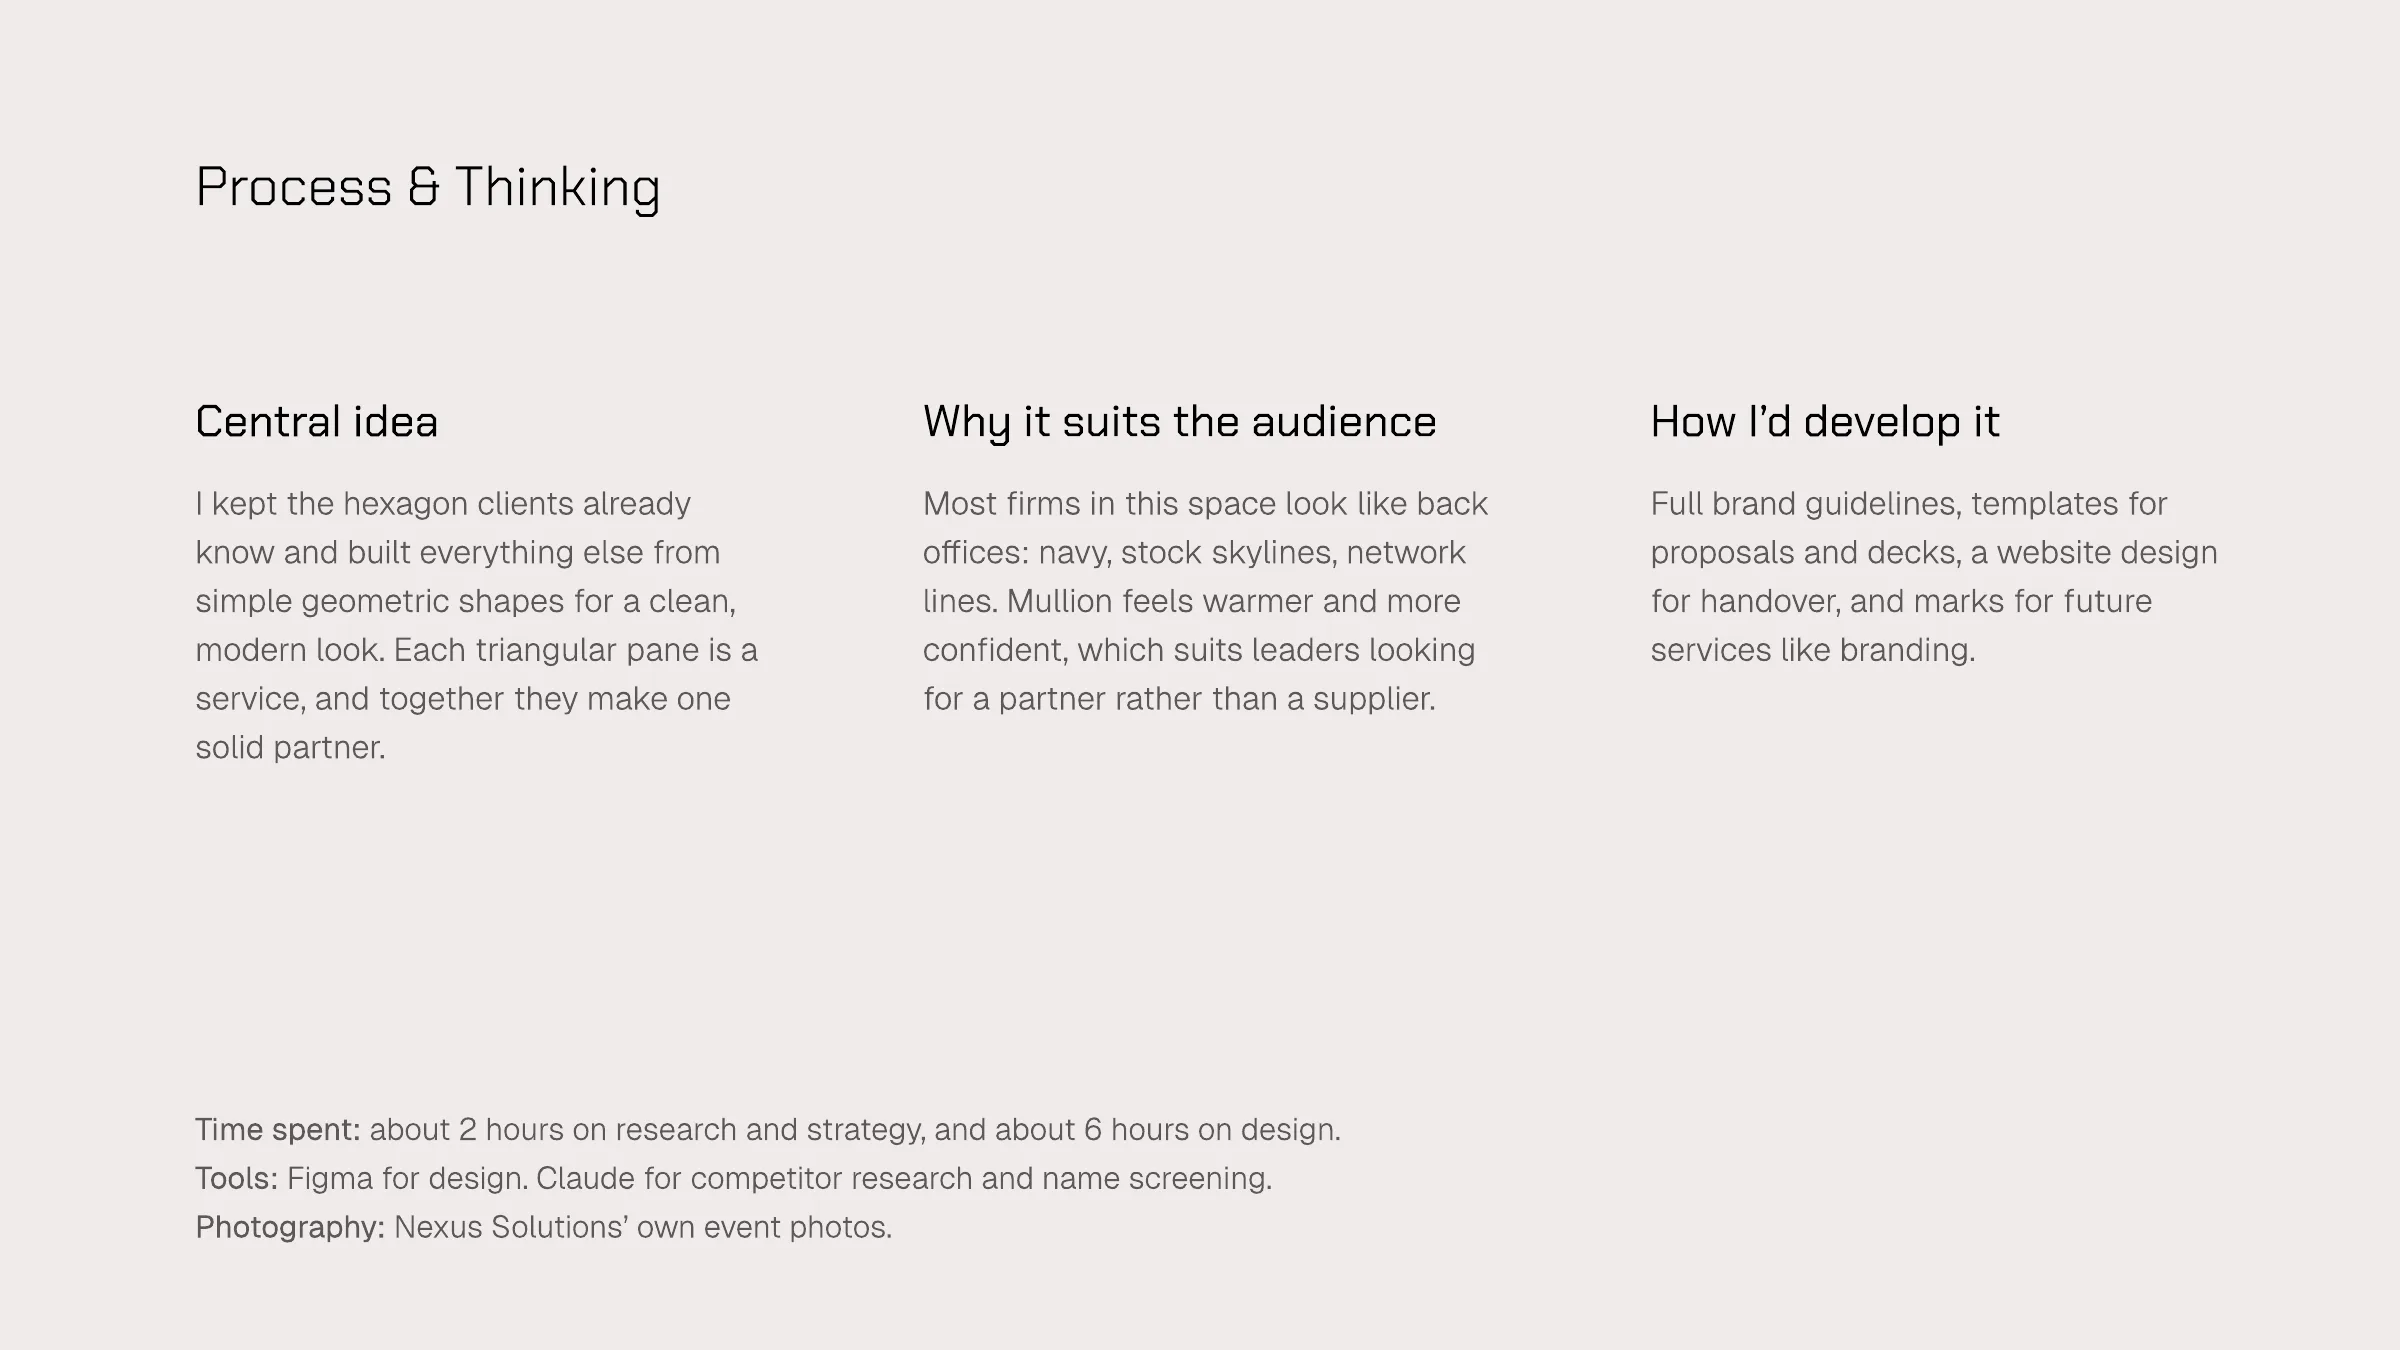 Process & Thinking
Central idea
I kept the hexagon clients already
know and built everything else from
simple geometric shapes for a clean,
modern look. Each triangular pane is a
service, and together they make one
solid partner.
Why it suits the audience
Most firms in this space look like back
offices: navy, stock skylines, network
lines. Mullion feels warmer and more
confident, which suits leaders looking
for a partner rather than a supplier.
How I’d develop it
Full brand guidelines, templates for
proposals and decks, a website design
for handover, and marks for future
services like branding.
Time spent: about 2 hours on research and strategy, and about 6 hours on design.
Tools: Figma for design. Claude for competitor research and name screening.
Photography: Nexus Solutions’ own event photos.